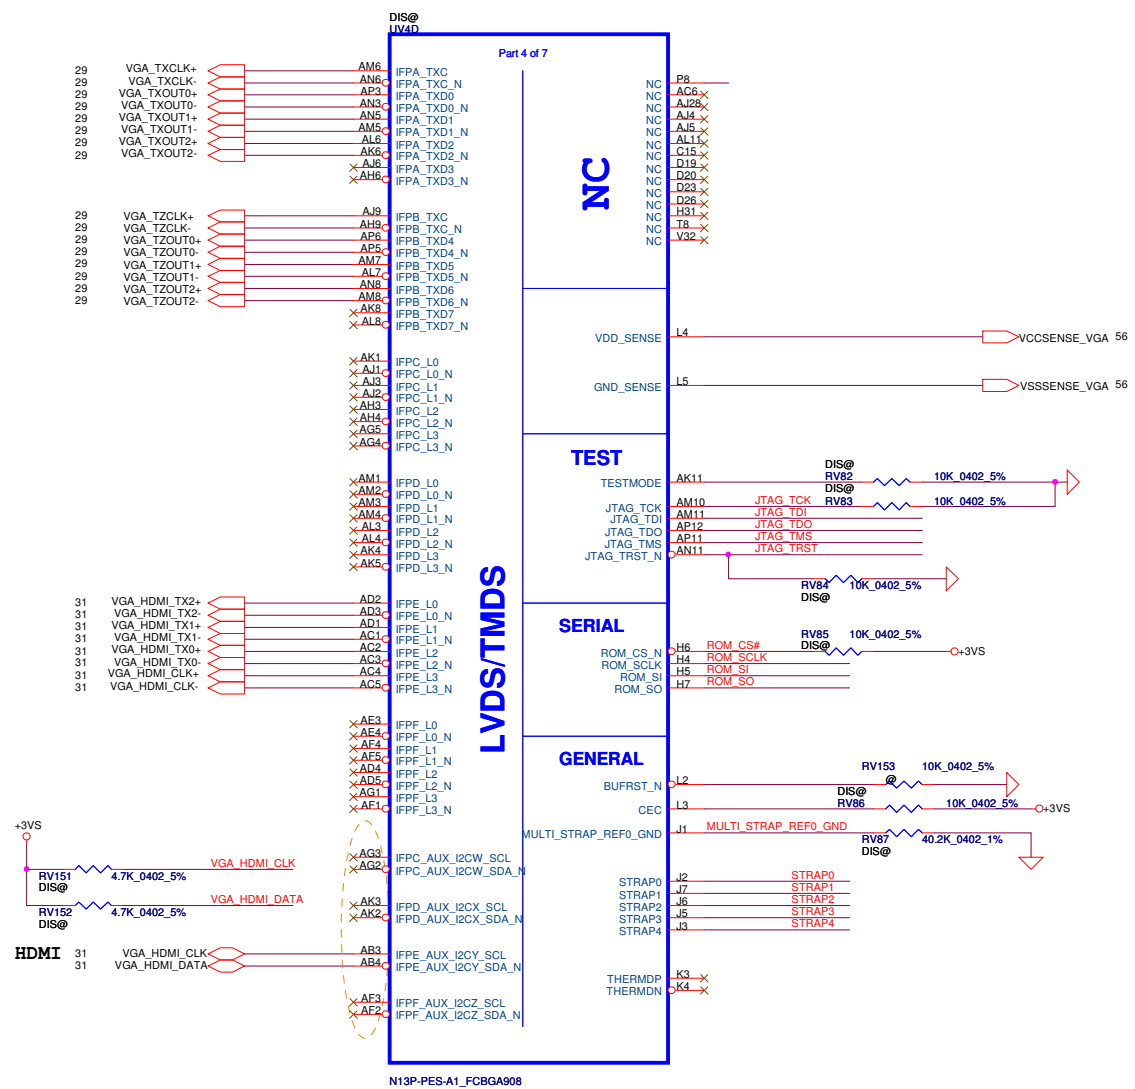 DIS@
UV4D
Part 4 of 7
29 VGA_TXCLK+ AM6 IFPA_TXC
29 VGA_TXCLK- AN6 IFPA_TXC_N
29 VGA_TXOUT0+ AP3 IFPA_TXD0
29 VGA_TXOUT0- AN3 IFPA_TXD0_N
29 VGA_TXOUT1+ AN5 IFPA_TXD1
29 VGA_TXOUT1- AM5 IFPA_TXD1_N
29 VGA_TXOUT2+ AL6 IFPA_TXD2
29 VGA_TXOUT2- AK6 IFPA_TXD2_N
AJ6 IFPA_TXD3
AH6 IFPA_TXD3_N
29 VGA_TZCLK+ AJ9 IFPB_TXC
29 VGA_TZCLK- AH9 IFPB_TXC_N
29 VGA_TZOUT0+ AP6 IFPB_TXD4
29 VGA_TZOUT0- AP5 IFPB_TXD4_N
29 VGA_TZOUT1+ AM7 IFPB_TXD5
29 VGA_TZOUT1- AL7 IFPB_TXD5_N
29 VGA_TZOUT2+ AN8 IFPB_TXD6
29 VGA_TZOUT2- AM8 IFPB_TXD6_N
AK8 IFPB_TXD7
AL8 IFPB_TXD7_N
AK1 IFPC_L0
AJ1 IFPC_L0_N
AJ3 IFPC_L1
AJ2 IFPC_L1_N
AH3 IFPC_L2
AH4 IFPC_L2_N
AG5 IFPC_L3
AG4 IFPC_L3_N
AM1 IFPD_L0
AM2 IFPD_L0_N
AM3 IFPD_L1
AM4 IFPD_L1_N
AL3 IFPD_L2
AL4 IFPD_L2_N
AK4 IFPD_L3
AK5 IFPD_L3_N
31 VGA_HDMI_TX2+ AD2 IFPE_L0
31 VGA_HDMI_TX2- AD3 IFPE_L0_N
31 VGA_HDMI_TX1+ AD1 IFPE_L1
31 VGA_HDMI_TX1- AC1 IFPE_L1_N
31 VGA_HDMI_TX0+ AC2 IFPE_L2
31 VGA_HDMI_TX0- AC3 IFPE_L2_N
31 VGA_HDMI_CLK+ AC4 IFPE_L3
31 VGA_HDMI_CLK- AC5 IFPE_L3_N
AE3 IFPF_L0
AE4 IFPF_L0_N
AF4 IFPF_L1
AF5 IFPF_L1_N
AD4 IFPF_L2
AD5 IFPF_L2_N
AG1 IFPF_L3
AF1 IFPF_L3_N
+3VS
RV151 4.7K_0402_5% VGA_HDMI_CLK
DIS@
RV152 4.7K_0402_5% VGA_HDMI_DATA
DIS@
AG3 IFPC_AUX_I2CW_SCL
AG2 IFPC_AUX_I2CW_SDA_N
AK3 IFPD_AUX_I2CX_SCL
AK2 IFPD_AUX_I2CX_SDA_N
HDMI
31 VGA_HDMI_CLK AB3 IFPE_AUX_I2CY_SCL
31 VGA_HDMI_DATA AB4 IFPE_AUX_I2CY_SDA_N
AF3 IFPF_AUX_I2CZ_SCL
AF2 IFPF_AUX_I2CZ_SDA_N
LVDS/TMDS
NC
NC P8
NC AC6
NC AJ28
NC AJ4
NC AJ5
NC AL11
NC C15
NC D19
NC D20
NC D23
NC D26
NC H31
NC T8
NC V32
VDD_SENSE L4 VCCSENSE_VGA 56
GND_SENSE L5 VSSSENSE_VGA 56
TEST
DIS@
TESTMODE AK11 RV82 10K_0402_5%
DIS@
JTAG_TCK AM10 JTAG_TCK RV83 10K_0402_5%
JTAG_TDI AM11 JTAG_TDI
JTAG_TDO AP12 JTAG_TDO
JTAG_TMS AP11 JTAG_TMS
JTAG_TRST_N AN11 JTAG_TRST
RV84 10K_0402_5%
DIS@
SERIAL
RV85 10K_0402_5%
ROM_CS_N H6 ROM_CS# DIS@ +3VS
ROM_SCLK H4 ROM_SCLK
ROM_SI H5 ROM_SI
ROM_SO H7 ROM_SO
GENERAL
RV153 10K_0402_5%
@
BUFRST_N L2
DIS@
CEC L3 RV86 10K_0402_5% +3VS
MULTI_STRAP_REF0_GND J1 MULTI_STRAP_REF0_GND
RV87 40.2K_0402_1%
DIS@
STRAP0 J2 STRAP0
STRAP1 J7 STRAP1
STRAP2 J6 STRAP2
STRAP3 J5 STRAP3
STRAP4 J3 STRAP4
THERMDP K3
THERMDN K4
N13P-PES-A1_FCBGA908